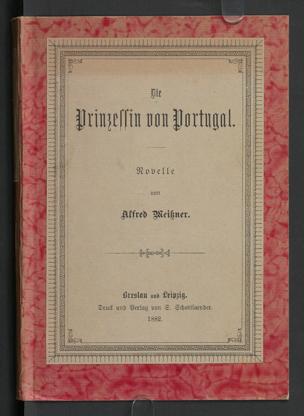 Die
Prinzessin von Portugal.
Novelle
von
Alfred Meißner.
Breslau und Leipzig.
Druck und Verlag von S. Schottlaender.
1882.